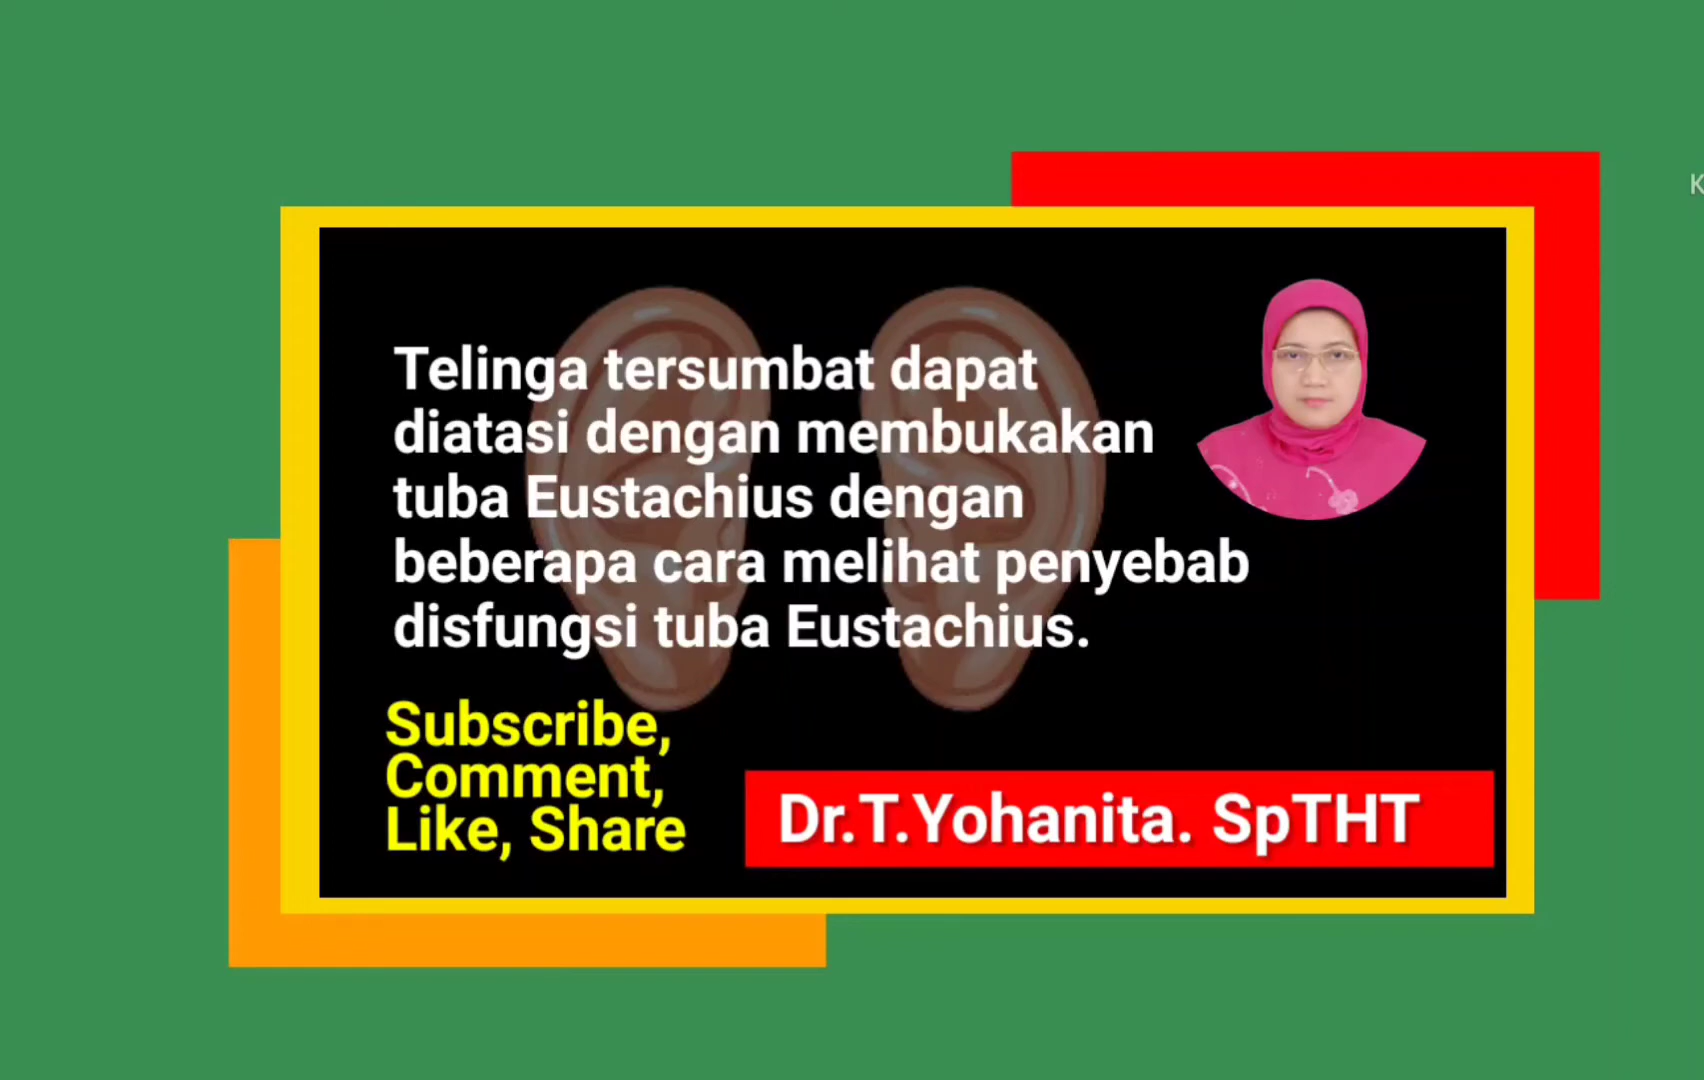 Telinga tersumbat dapat
diatasi dengan membukakan
tuba Eustachius dengan
beberapa cara melihat penyebab
disfungsi tuba Eustachius.
Subscribe,
Comment,
Like, Share
Dr.T.Yohanita. SpTHT